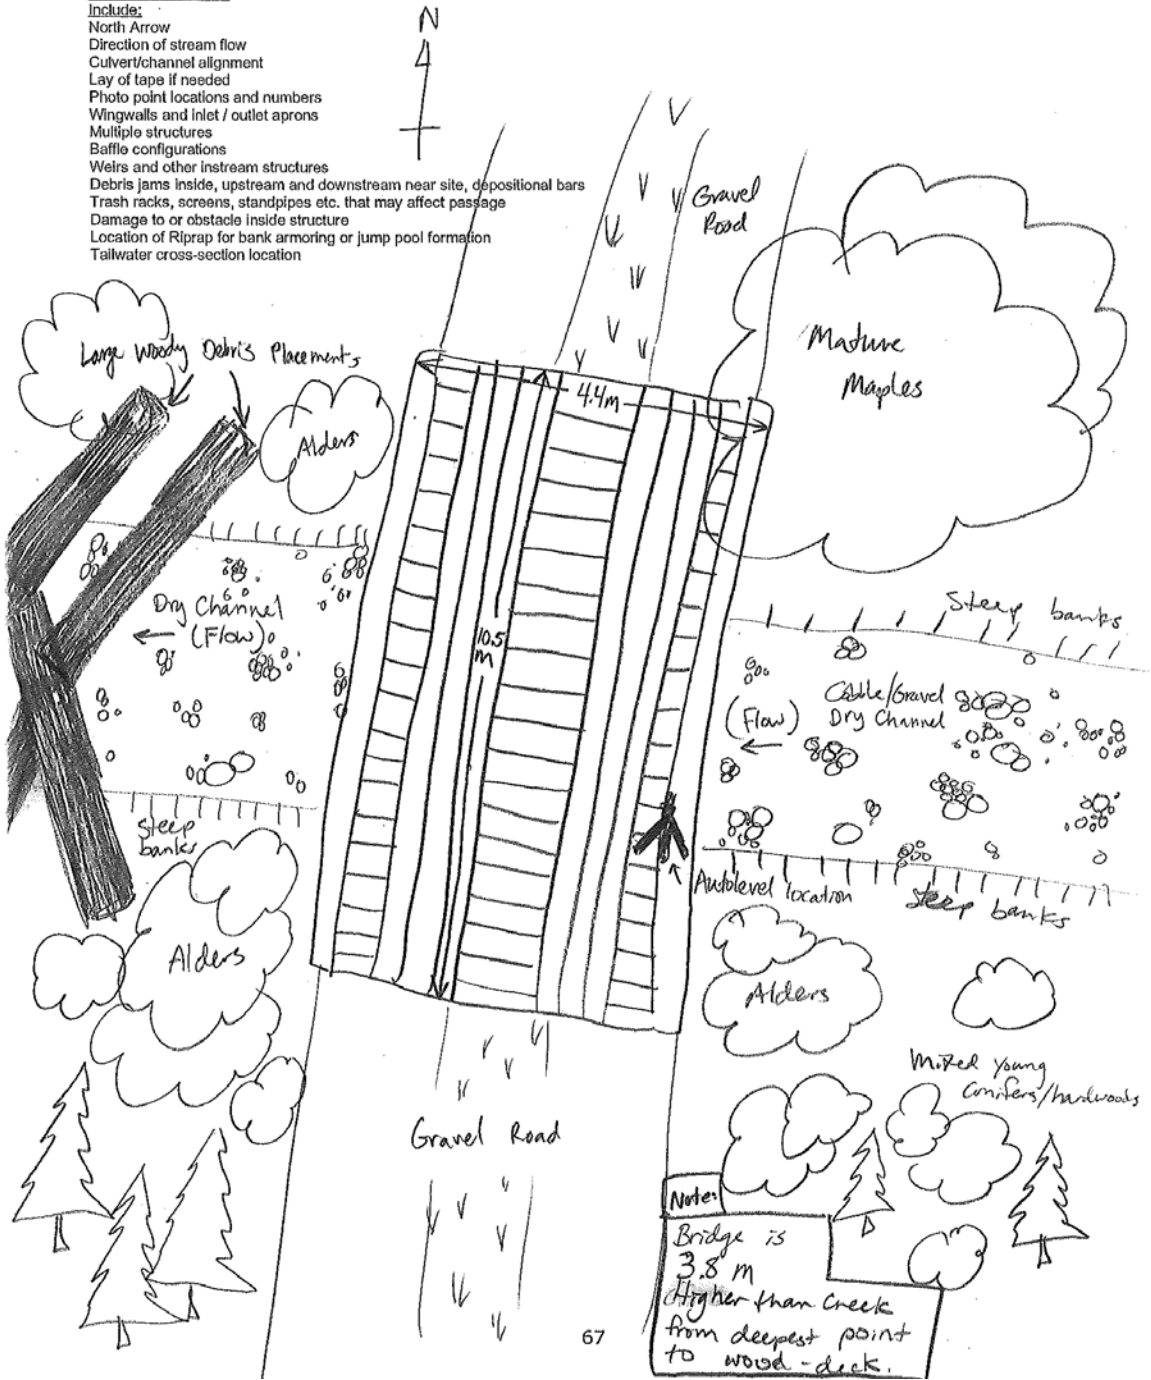 Include:
North Arrow
Direction of stream flow
Culvert/channel alignment
Lay of tape if needed
Photo point locations and numbers
Wingwalls and inlet / outlet aprons
Multiple structures
Baffle configurations
Weirs and other instream structures
Debris jams inside, upstream and downstream near site, depositional bars
Trash racks, screens, standpipes etc. that may affect passage
Damage to or obstacle inside structure
Location of Riprap for bank armoring or jump pool formation
Tailwater cross-section location
N
Gravel
Road
Large Woody Debris Placements
Alders
4.4m
Mature
Maples
Dry Channel
(Flow)
10.5
m
Steep banks
Cobble/Gravel
Dry Channel
(Flow)
Steep
banks
Autolevel location
Steep banks
Alders
Alders
Mixed young
Conifers/hardwoods
Gravel Road
Note:
Bridge is
3.8 m
Higher than Creek
from deepest point
to wood-deck.
67